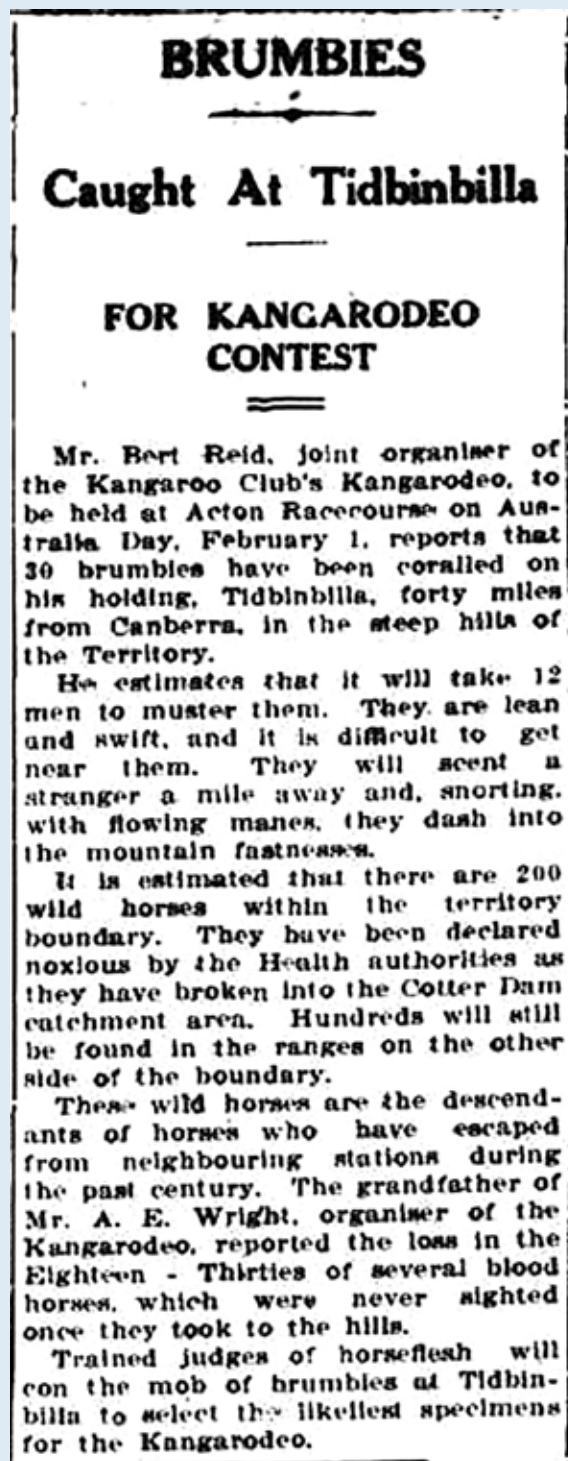 BRUMBIES
Caught At Tidbinbilla
FOR KANGARODEO
CONTEST
Mr. Bert Reid, joint organiser of
the Kangaroo Club's Kangarodeo, to
be held at Acton Racecourse on Aus-
tralia Day, February 1, reports that
30 brumbies have been coralled on
his holding, Tidbinbilla, forty miles
from Canberra, in the steep hills of
the Territory.
He estimates that it will take 12
men to muster them. They are lean
and swift, and it is difficult to get
near them. They will scent a
stranger a mile away and, snorting,
with flowing manes, they dash into
the mountain fastnesses.
It is estimated that there are 200
wild horses within the territory
boundary. They have been declared
noxious by the Health authorities as
they have broken into the Cotter Dam
catchment area. Hundreds will still
be found in the ranges on the other
side of the boundary.
These wild horses are the descend-
ants of horses who have escaped
from neighbouring stations during
the past century. The grandfather of
Mr. A. E. Wright, organiser of the
Kangarodeo, reported the loss in the
Eighteen - Thirties of several blood
horses, which were never sighted
once they took to the hills.
Trained judges of horseflesh will
con the mob of brumbies at Tidbin-
billa to select the likeliest specimens
for the Kangarodeo.